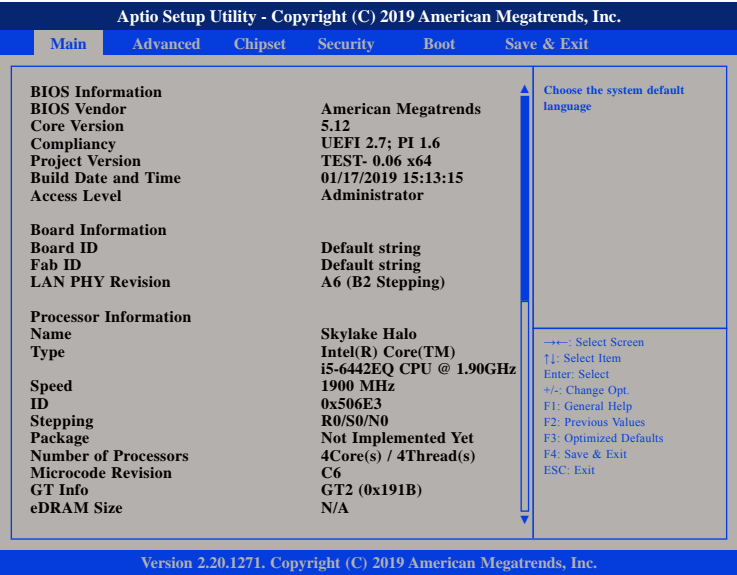 Aptio Setup Utility - Copyright (C) 2019 American Megatrends, Inc.
Main Advanced Chipset Security Boot Save & Exit
BIOS Information
BIOS Vendor American Megatrends
Core Version 5.12
Compliancy UEFI 2.7; PI 1.6
Project Version TEST- 0.06 x64
Build Date and Time 01/17/2019 15:13:15
Access Level Administrator
Board Information
Board ID Default string
Fab ID Default string
LAN PHY Revision A6 (B2 Stepping)
Processor Information
Name Skylake Halo
Type Intel(R) Core(TM)
i5-6442EQ CPU @ 1.90GHz
Speed 1900 MHz
ID 0x506E3
Stepping R0/S0/N0
Package Not Implemented Yet
Number of Processors 4Core(s) / 4Thread(s)
Microcode Revision C6
GT Info GT2 (0x191B)
eDRAM Size N/A
Choose the system default
language
→←: Select Screen
↑↓: Select Item
Enter: Select
+/-: Change Opt.
F1: General Help
F2: Previous Values
F3: Optimized Defaults
F4: Save & Exit
ESC: Exit
Version 2.20.1271. Copyright (C) 2019 American Megatrends, Inc.